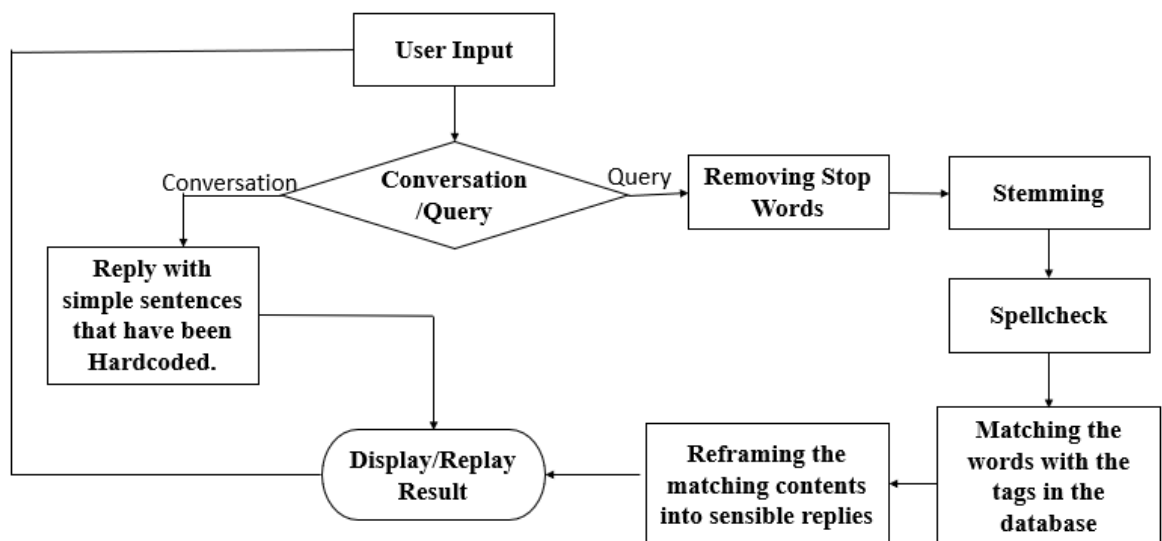 User Input
Conversation
Conversation
/Query
Query
Removing Stop
Words
Stemming
Reply with
simple sentences
that have been
Hardcoded.
Spellcheck
Matching the
words with the
tags in the
database
Reframing the
matching contents
into sensible replies
Display/Replay
Result